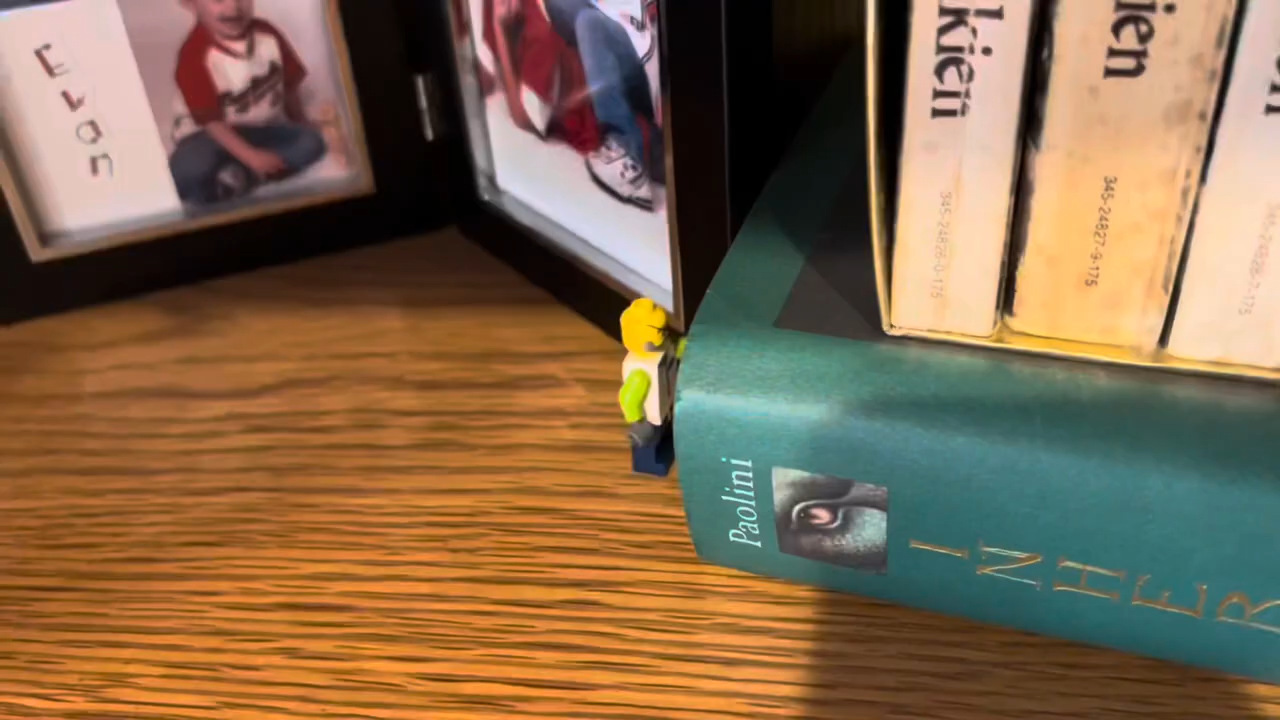 Evan
kien
345-24828-0-175
ien
345-24827-9-175
n
Paolini
INHER